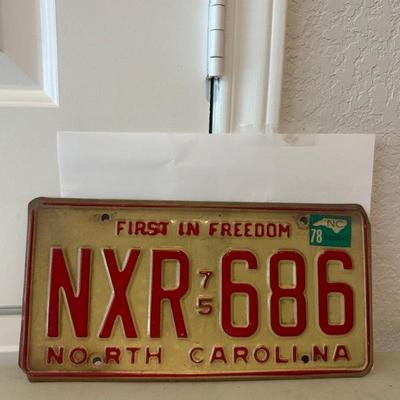 FIRST IN FREEDOM
NC
78
NXR 75 686
NORTH CAROLINA